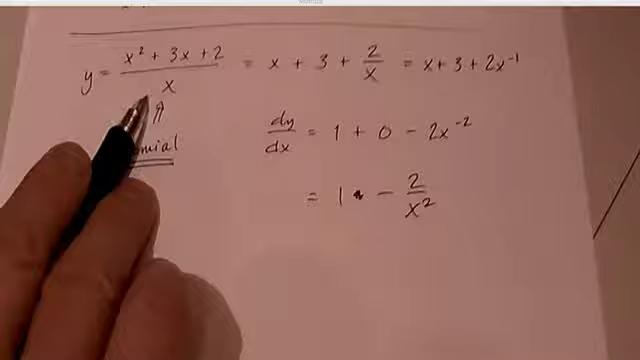 y = (x² + 3x + 2)/x = x + 3 + 2/x = x + 3 + 2x⁻¹
dy/dx = 1 + 0 - 2x⁻²
= 1 - 2/x²